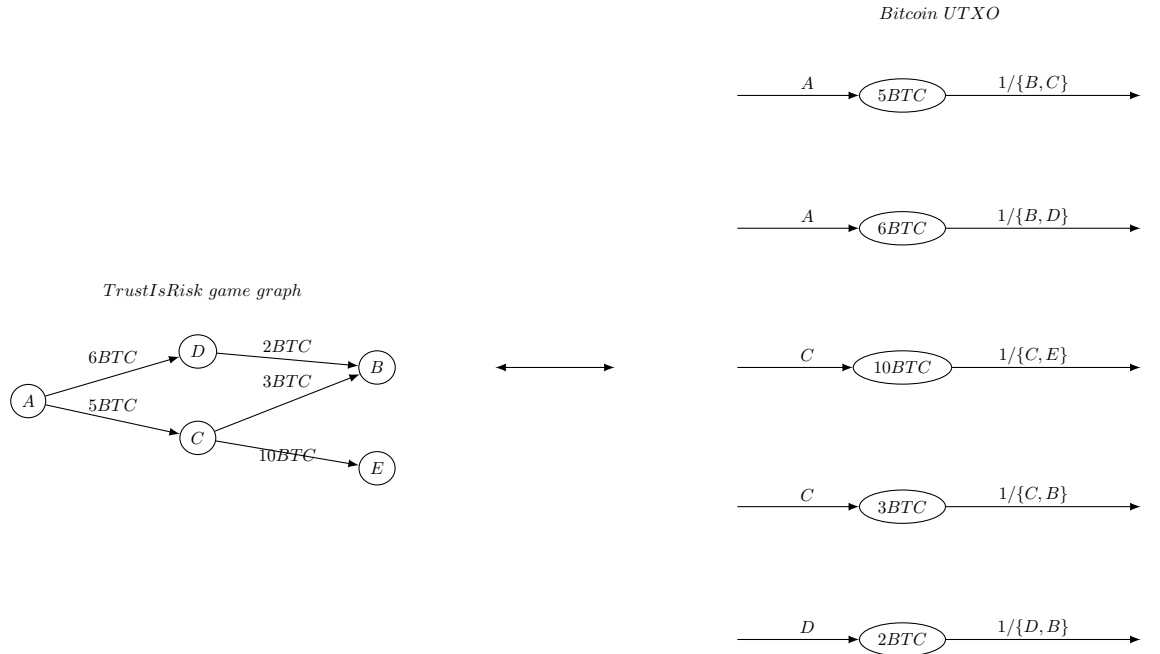 Bitcoin UTXO
A
5BTC
1/{B, C}
A
6BTC
1/{B, D}
TrustIsRisk game graph
6BTC
D
2BTC
B
3BTC
A
5BTC
C
10BTC
E
C
10BTC
1/{C, E}
C
3BTC
1/{C, B}
D
2BTC
1/{D, B}